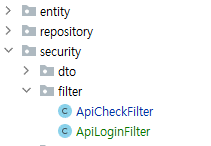 entity
repository
security
dto
filter
C ApiCheckFilter
C ApiLoginFilter